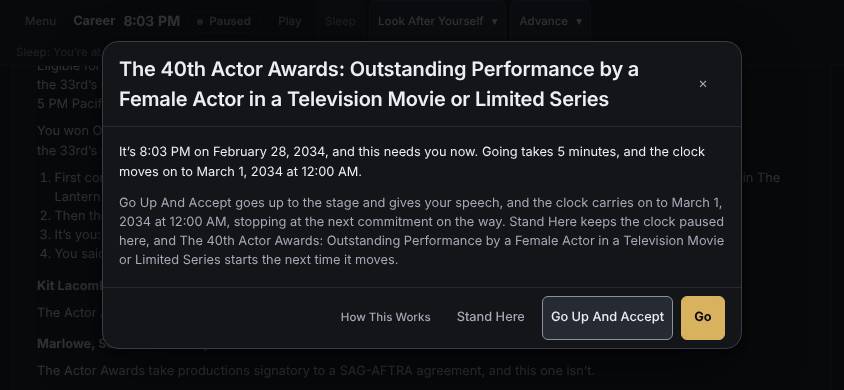 Menu Career 8:03 PM Paused Play Sleep Look After Yourself Advance
Sleep: You're at
The 40th Actor Awards: Outstanding Performance by a
Female Actor in a Television Movie or Limited Series
×
Eligible for
the 33rd's
5 PM Pacif
You won O
the 33rd's
1. First co
in The
Lantern
2. Then th
3. It's you:
4. You said
Kit Lacom
The Actor
Marlowe, S
The Actor Awards take productions signatory to a SAG-AFTRA agreement, and this one isn't.
It's 8:03 PM on February 28, 2034, and this needs you now. Going takes 5 minutes, and the clock
moves on to March 1, 2034 at 12:00 AM.
Go Up And Accept goes up to the stage and gives your speech, and the clock carries on to March 1,
2034 at 12:00 AM, stopping at the next commitment on the way. Stand Here keeps the clock paused
here, and The 40th Actor Awards: Outstanding Performance by a Female Actor in a Television Movie
or Limited Series starts the next time it moves.
How This Works Stand Here Go Up And Accept Go